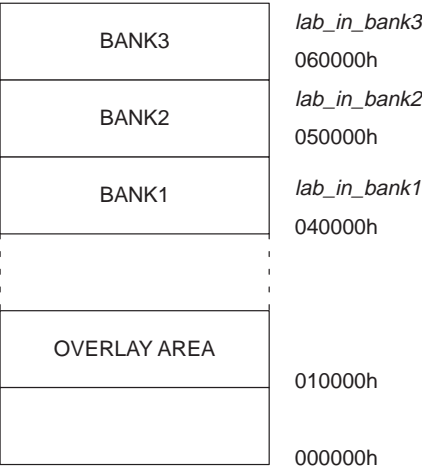 BANK3
lab_in_bank3
060000h
BANK2
lab_in_bank2
050000h
BANK1
lab_in_bank1
040000h
OVERLAY AREA
010000h
000000h